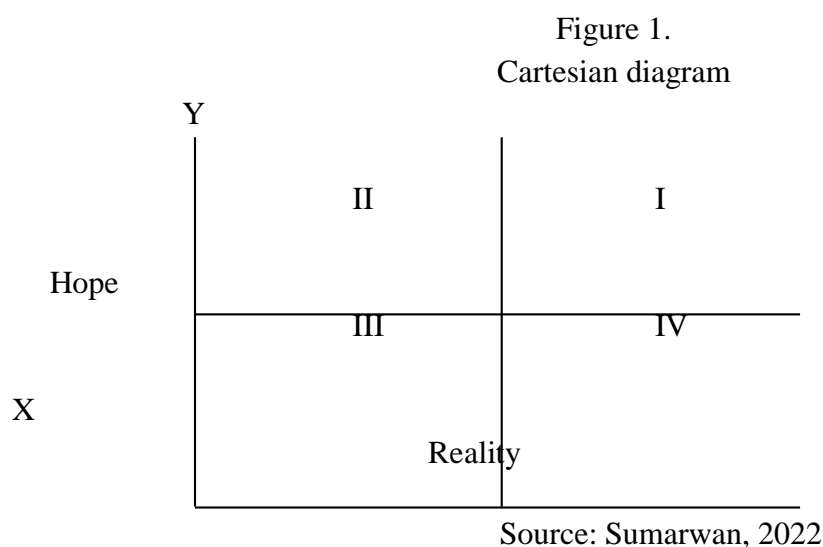 Figure 1.
Cartesian diagram
Y
II I
Hope
III IV
X
Reality
Source: Sumarwan, 2022